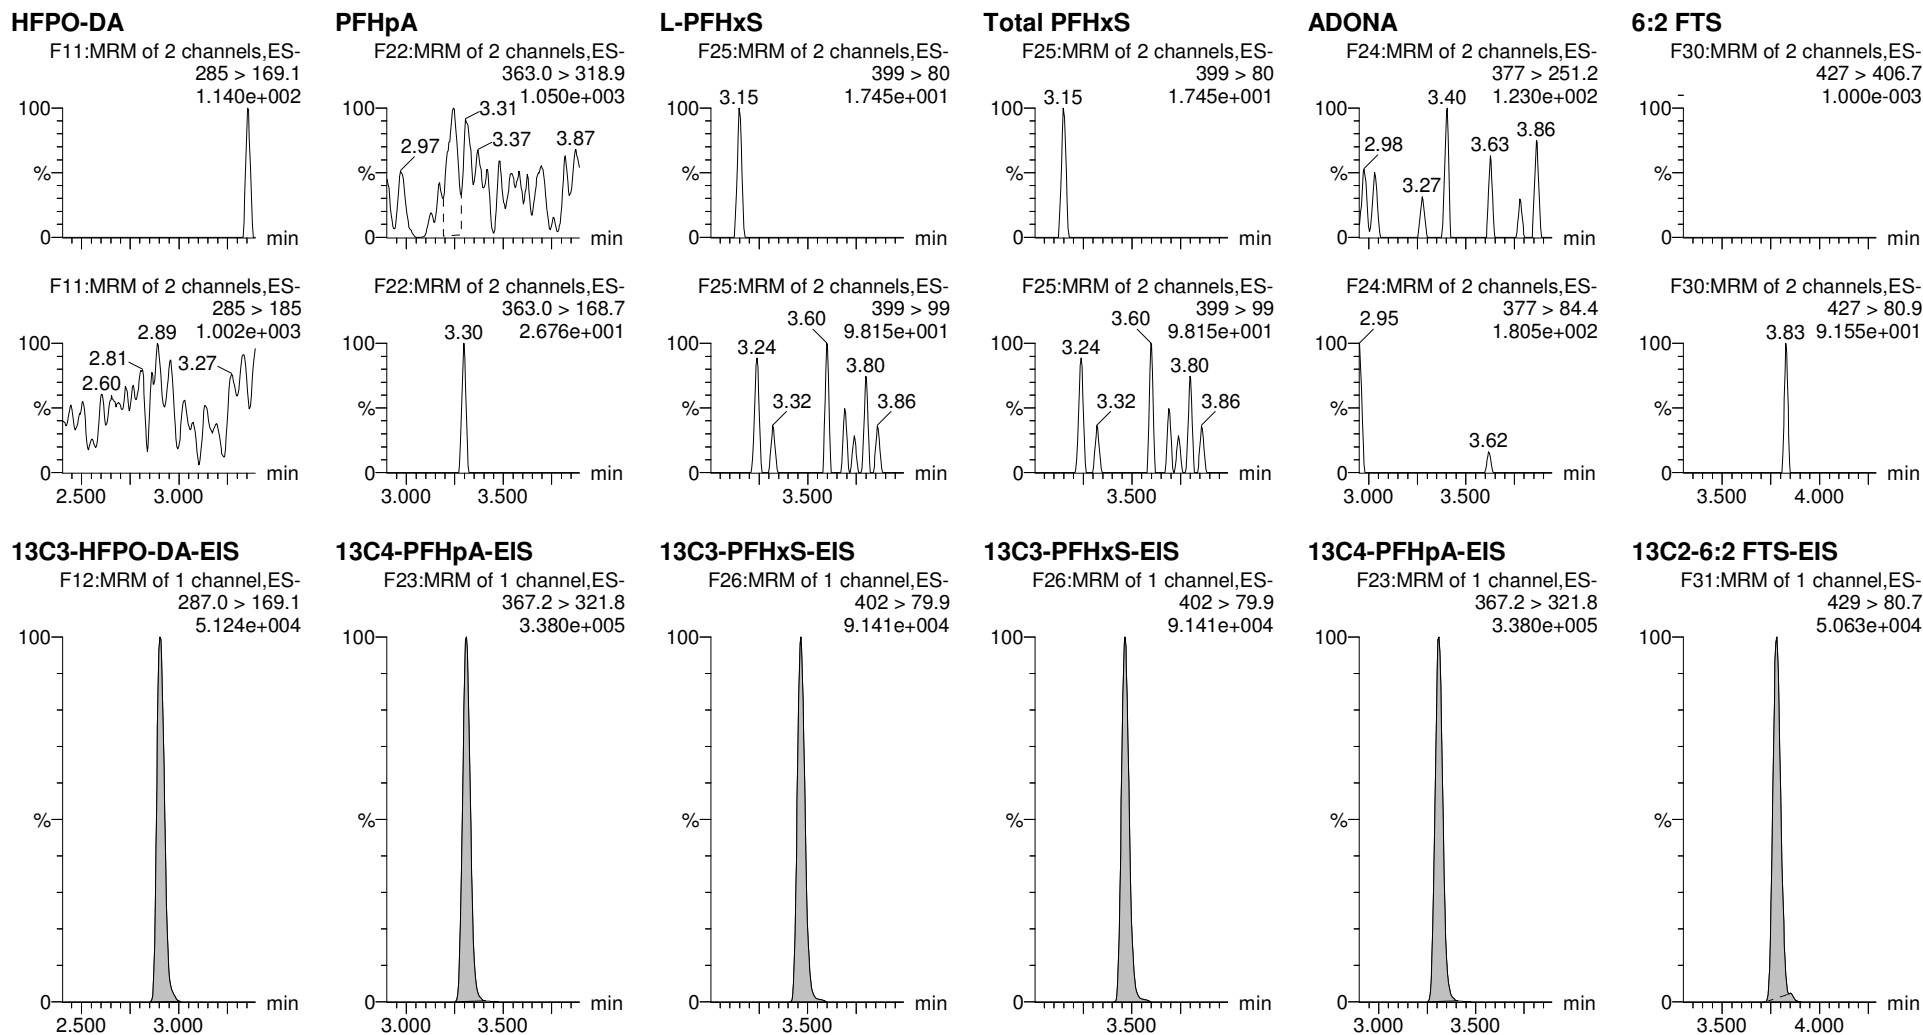 HFPO-DA
F11:MRM of 2 channels,ES-
285 > 169.1
1.140e+002
100
%
0
min
PFHpA
F22:MRM of 2 channels,ES-
363.0 > 318.9
1.050e+003
100
3.31
2.97
3.37
3.87
%
0
min
L-PFHxS
F25:MRM of 2 channels,ES-
399 > 80
1.745e+001
3.15
100
%
0
min
Total PFHxS
F25:MRM of 2 channels,ES-
399 > 80
1.745e+001
3.15
100
%
0
min
ADONA
F24:MRM of 2 channels,ES-
377 > 251.2
1.230e+002
3.40
100
2.98
3.63
3.86
%
3.27
0
min
6:2 FTS
F30:MRM of 2 channels,ES-
427 > 406.7
1.000e-003
100
%
0
min
F11:MRM of 2 channels,ES-
285 > 185
1.002e+003
2.89
100
2.81
3.27
2.60
%
0
min
2.500 3.000
F22:MRM of 2 channels,ES-
363.0 > 168.7
2.676e+001
3.30
100
%
0
min
3.000 3.500
F25:MRM of 2 channels,ES-
399 > 99
9.815e+001
3.60
100
3.24
3.80
3.32
3.86
%
0
min
3.500
F25:MRM of 2 channels,ES-
399 > 99
9.815e+001
3.60
100
3.24
3.80
3.32
3.86
%
0
min
3.500
F24:MRM of 2 channels,ES-
377 > 84.4
1.805e+002
2.95
100
%
3.62
0
min
3.000 3.500
F30:MRM of 2 channels,ES-
427 > 80.9
9.155e+001
3.83
100
%
0
min
3.500 4.000
13C3-HFPO-DA-EIS
F12:MRM of 1 channel,ES-
287.0 > 169.1
5.124e+004
100
%
0
min
2.500 3.000
13C4-PFHpA-EIS
F23:MRM of 1 channel,ES-
367.2 > 321.8
3.380e+005
100
%
0
min
3.000 3.500
13C3-PFHxS-EIS
F26:MRM of 1 channel,ES-
402 > 79.9
9.141e+004
100
%
0
min
3.500
13C3-PFHxS-EIS
F26:MRM of 1 channel,ES-
402 > 79.9
9.141e+004
100
%
0
min
3.500
13C4-PFHpA-EIS
F23:MRM of 1 channel,ES-
367.2 > 321.8
3.380e+005
100
%
0
min
3.000 3.500
13C2-6:2 FTS-EIS
F31:MRM of 1 channel,ES-
429 > 80.7
5.063e+004
100
%
0
min
3.500 4.000